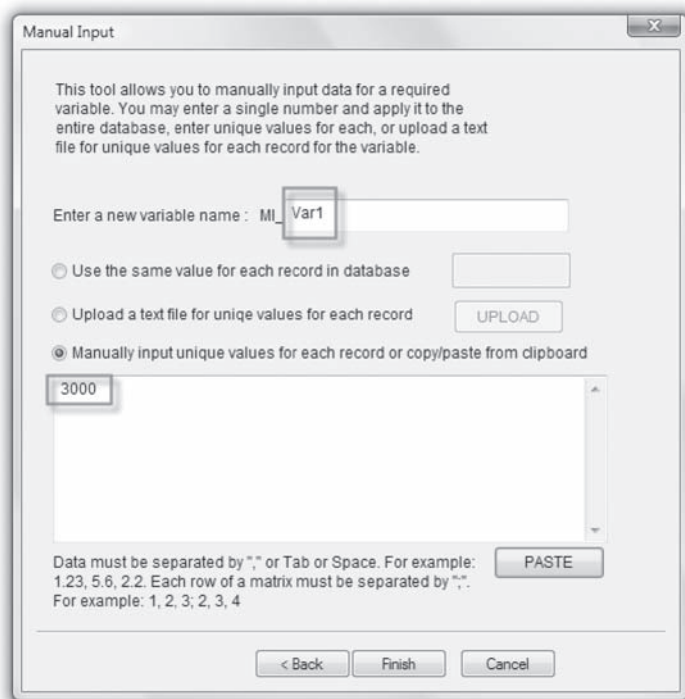 Manual Input
This tool allows you to manually input data for a required
variable. You may enter a single number and apply it to the
entire database, enter unique values for each, or upload a text
file for unique values for each record for the variable.
Enter a new variable name : MI_ Var1
Use the same value for each record in database
Upload a text file for uniqe values for each record UPLOAD
Manually input unique values for each record or copy/paste from clipboard
3000
Data must be separated by "," or Tab or Space. For example:
1.23, 5.6, 2.2. Each row of a matrix must be separated by ";".
For example: 1, 2, 3; 2, 3, 4
PASTE
< Back Finish Cancel